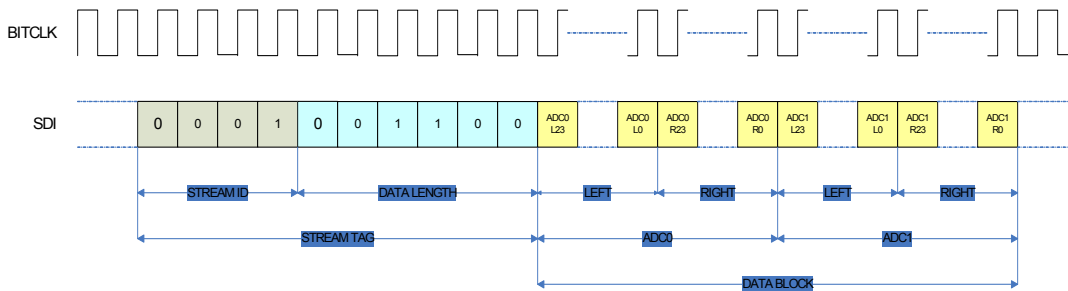 BITCLK
SDI
0 0 0 1 0 0 1 1 0 0
ADC0 L23
ADC0 L0
ADC0 R23
ADC0 R0
ADC1 L23
ADC1 L0
ADC1 R23
ADC1 R0
STREAM ID DATA LENGTH LEFT RIGHT LEFT RIGHT
STREAM TAG ADC0 ADC1
DATA BLOCK